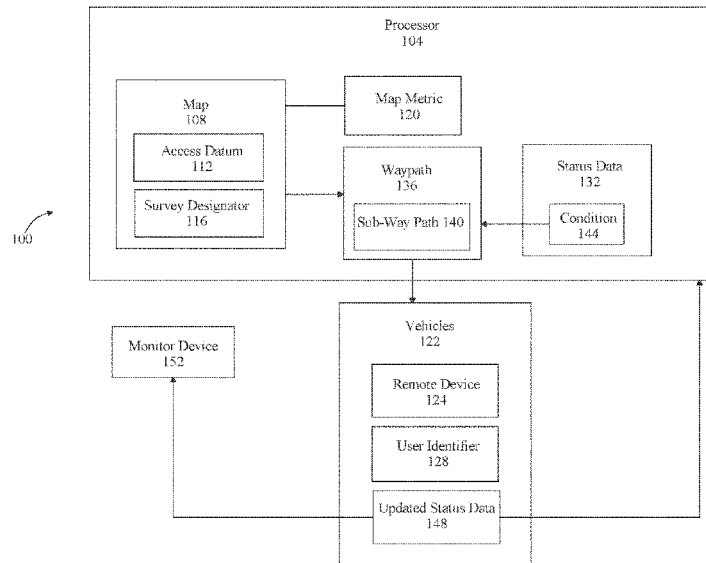 Processor
104
Map
108
Map Metric
120
Access Datum
112
Survey Designator
116
Waypath
136
Sub-Way Path 140
Status Data
132
Condition
144
100
Vehicles
122
Monitor Device
152
Remote Device
124
User Identifier
128
Updated Status Data
148